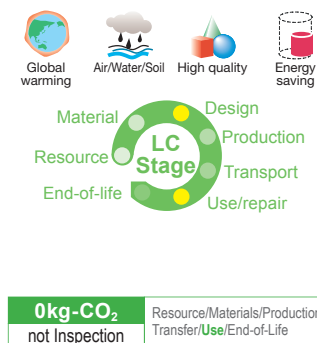 Global warming
Air/Water/Soil
High quality
Energy saving
Material
Design
Resource
LC Stage
Production
End-of-life
Transport
Use/repair
0kg-CO₂
not Inspection
Resource/Materials/Production
Transfer/Use/End-of-Life